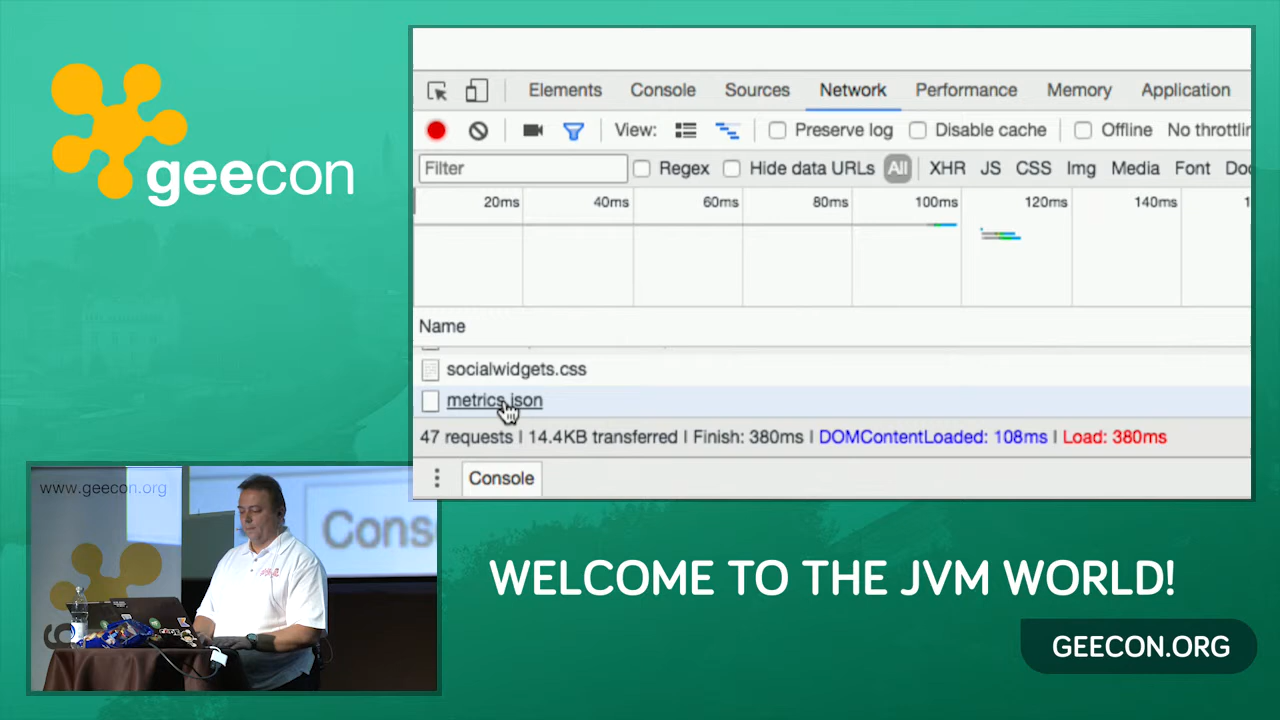 geecon
Elements Console Sources Network Performance Memory Application
View: Preserve log Disable cache Offline No
Filter Regex Hide data URLs All XHR JS CSS Img Media Font
20ms 40ms 60ms 80ms 100ms 120ms 140ms
Name
socialwidgets.css
metrics.json
47 requests | 14.4KB transferred | Finish: 380ms | DOMContentLoaded: 108ms | Load: 380ms
Console
www.geecon.org
WELCOME TO THE JVM WORLD!
GEECON.ORG